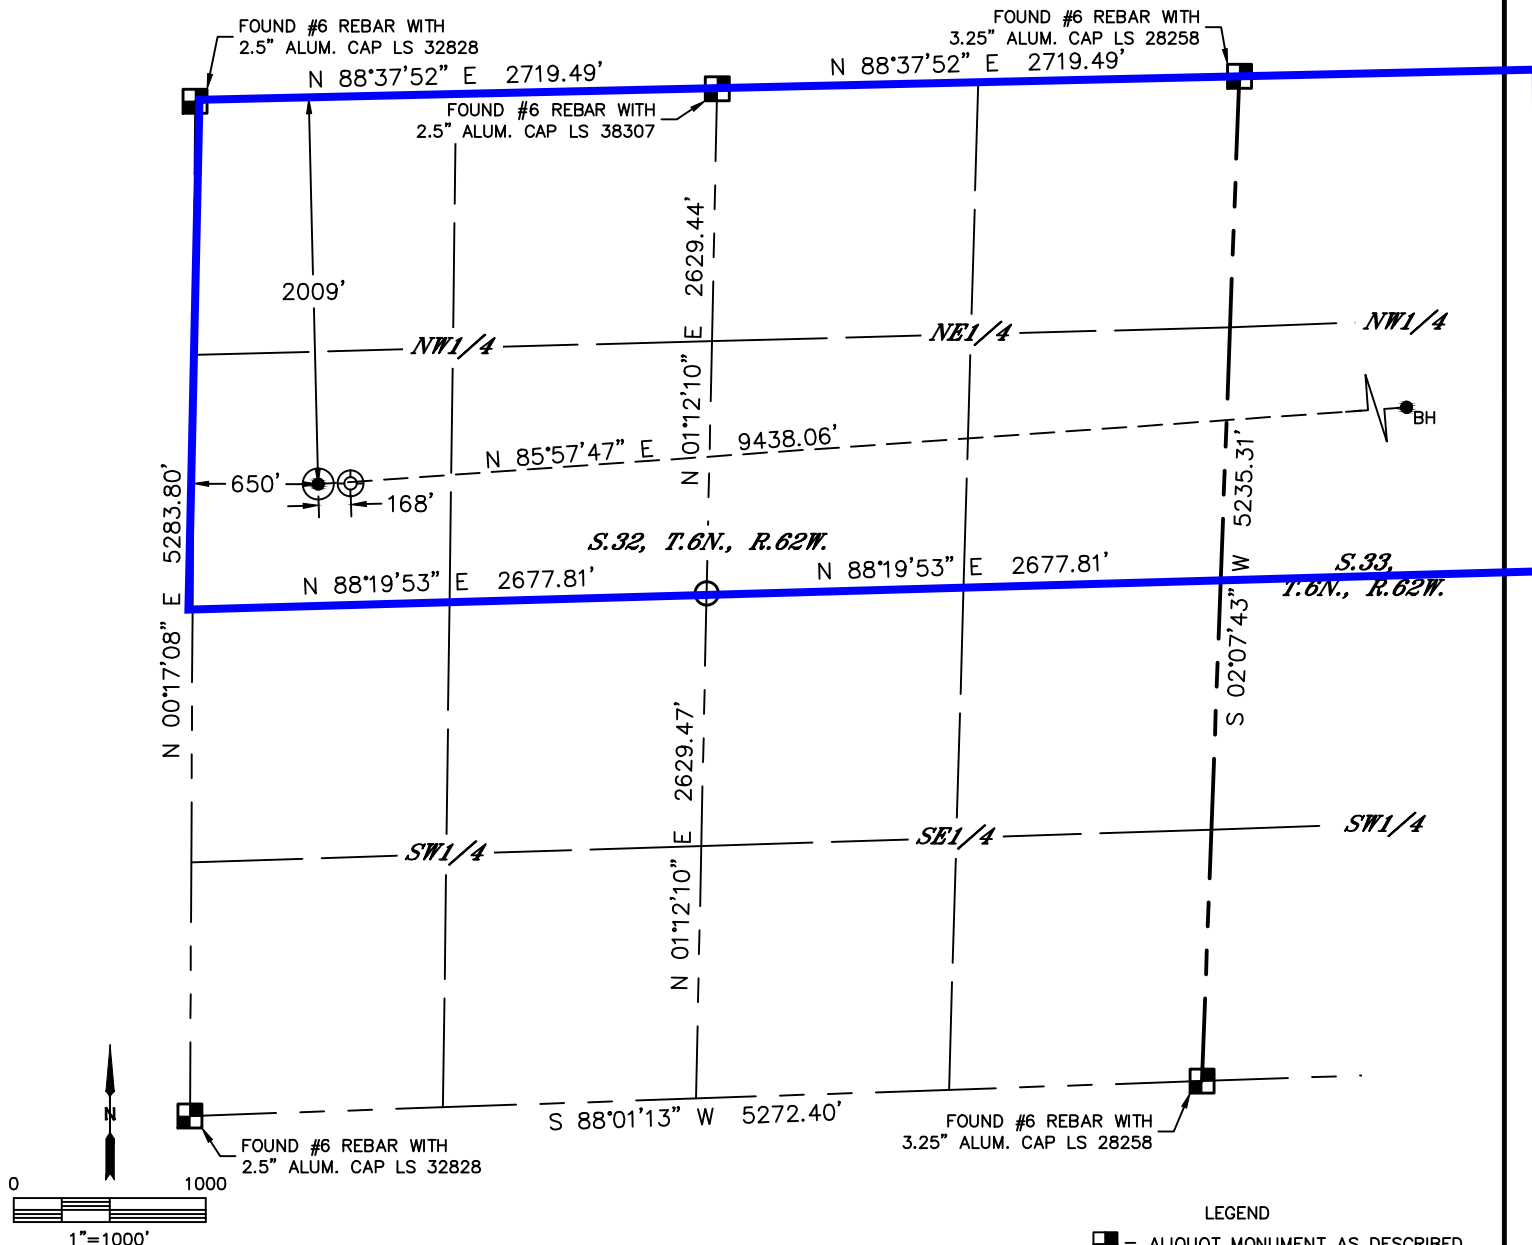 FOUND #6 REBAR WITH
2.5" ALUM. CAP LS 32828
FOUND #6 REBAR WITH
3.25" ALUM. CAP LS 28258
N 88°37'52" E 2719.49'
N 88°37'52" E 2719.49'
FOUND #6 REBAR WITH
2.5" ALUM. CAP LS 38307
2009'
N 01°12'10" E 2629.44'
NW1/4
NE1/4
NW1/4
BH
N 85°57'47" E 9438.06'
650'
168'
N 00°17'08" E 5283.80'
S 02°07'43" W 5235.31'
S.32, T.6N., R.62W.
N 88°19'53" E 2677.81'
N 88°19'53" E 2677.81'
S.33,
T.6N., R.62W.
N 01°12'10" E 2629.47'
SW1/4
SE1/4
SW1/4
S 88°01'13" W 5272.40'
FOUND #6 REBAR WITH
3.25" ALUM. CAP LS 28258
FOUND #6 REBAR WITH
2.5" ALUM. CAP LS 32828
N
0 1000
1"=1000'
LEGEND
= ALIQUOT MONUMENT AS DESCRIBED